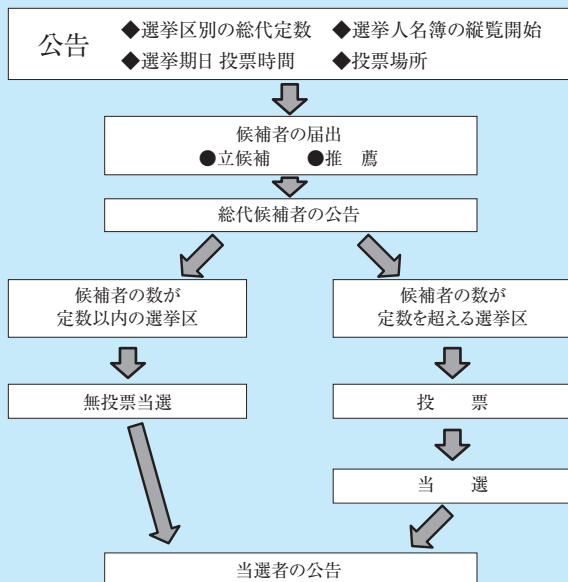 公告
◆選挙区別の総代定数 ◆選挙人名簿の縦覧開始
◆選挙期日 投票時間 ◆投票場所
候補者の届出
●立候補 ●推 薦
総代候補者の公告
候補者の数が
定数以内の選挙区
候補者の数が
定数を超える選挙区
無投票当選
投 票
当 選
当選者の公告